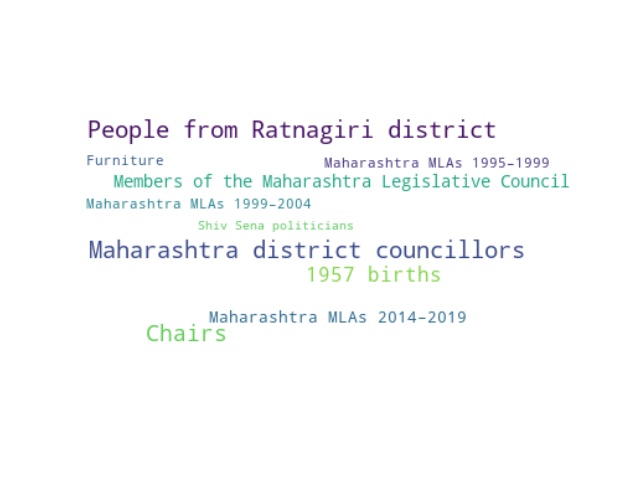 People from Ratnagiri district
Furniture
Maharashtra MLAs 1995–1999
Members of the Maharashtra Legislative Council
Maharashtra MLAs 1999–2004
Shiv Sena politicians
Maharashtra district councillors
1957 births
Maharashtra MLAs 2014–2019
Chairs